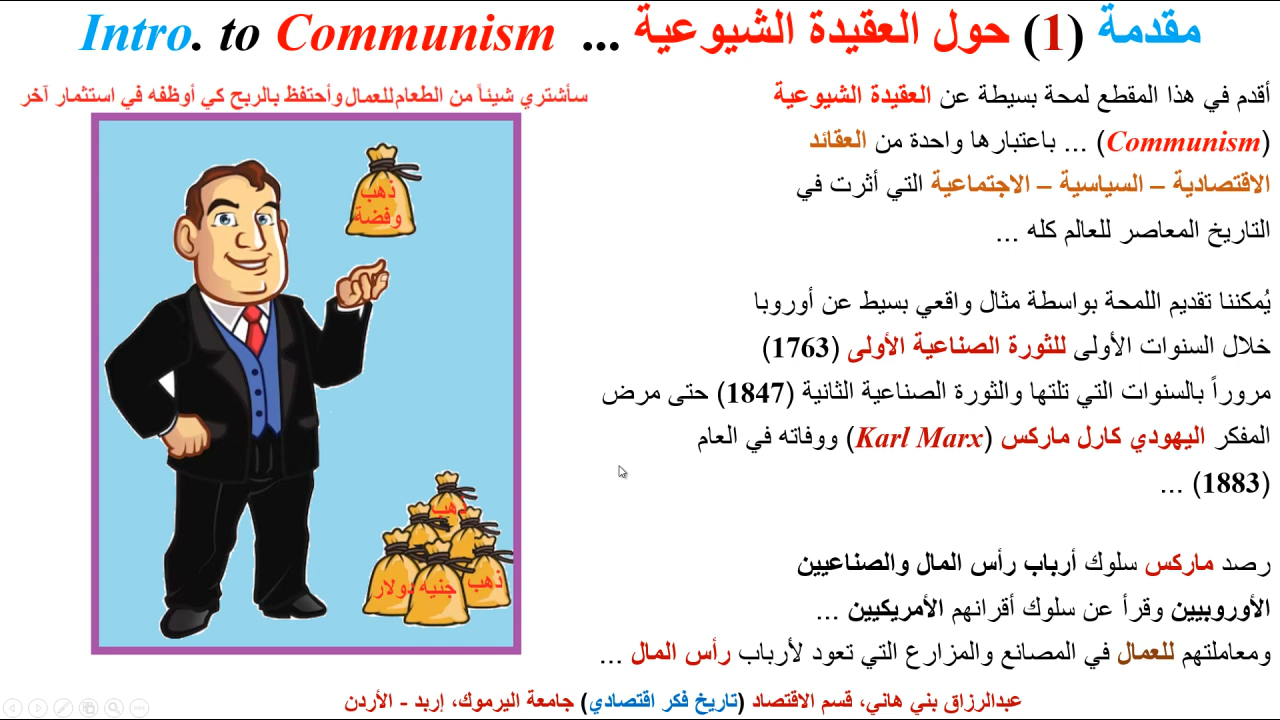 مقدمة (1) حول العقيدة الشيوعية ... Intro. to Communism
أقدم في هذا المقطع لمحة بسيطة عن العقيدة الشيوعية
(Communism) ... باعتبارها واحدة من العقائد
الاقتصادية – السياسية – الاجتماعية التي أثرت في
التاريخ المعاصر للعالم كله ...
يُمكننا تقديم اللمحة بواسطة مثال واقعي بسيط عن أوروبا
خلال السنوات الأولى للثورة الصناعية الأولى (1763)
مروراً بالسنوات التي تلتها والثورة الصناعية الثانية (1847) حتى مرض
المفكر اليهودي كارل ماركس (Karl Marx) ووفاته في العام
(1883) ...
رصد ماركس سلوك أرباب رأس المال والصناعيين
الأوروبيين وقرأ عن سلوك أقرانهم الأمريكيين ...
ومعاملتهم للعمال في المصانع والمزارع التي تعود لأرباب رأس المال ...
سأشتري شيئاً من الطعام للعمال وأحتفظ بالربح كي أوظفه في استثمار آخر
ذهب
وفضة
ذهب
ذهب
جنيه
دولار
عبدالرزاق بني هاني، قسم الاقتصاد (تاريخ فكر اقتصادي) جامعة اليرموك، إربد - الأردن